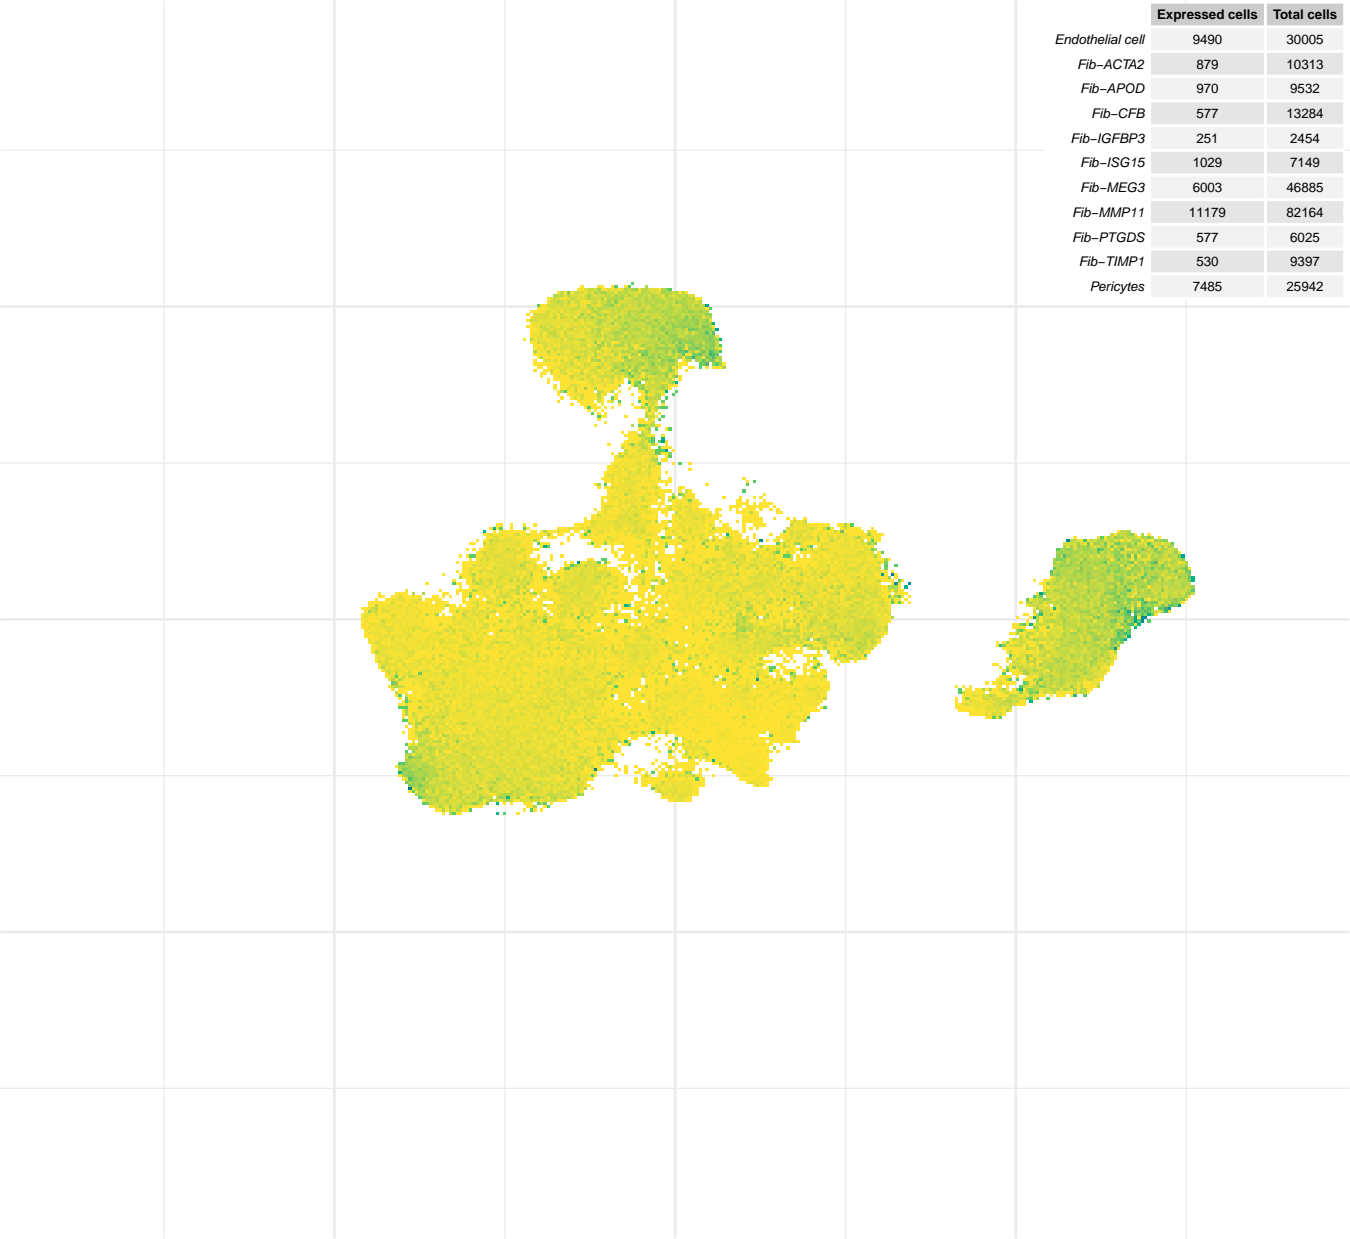 Expressed cells Total cells
Endothelial cell 9490 30005
Fib−ACTA2 879 10313
Fib−APOD 970 9532
Fib−CFB 577 13284
Fib−IGFBP3 251 2454
Fib−ISG15 1029 7149
Fib−MEG3 6003 46885
Fib−MMP11 11179 82164
Fib−PTGDS 577 6025
Fib−TIMP1 530 9397
Pericytes 7485 25942